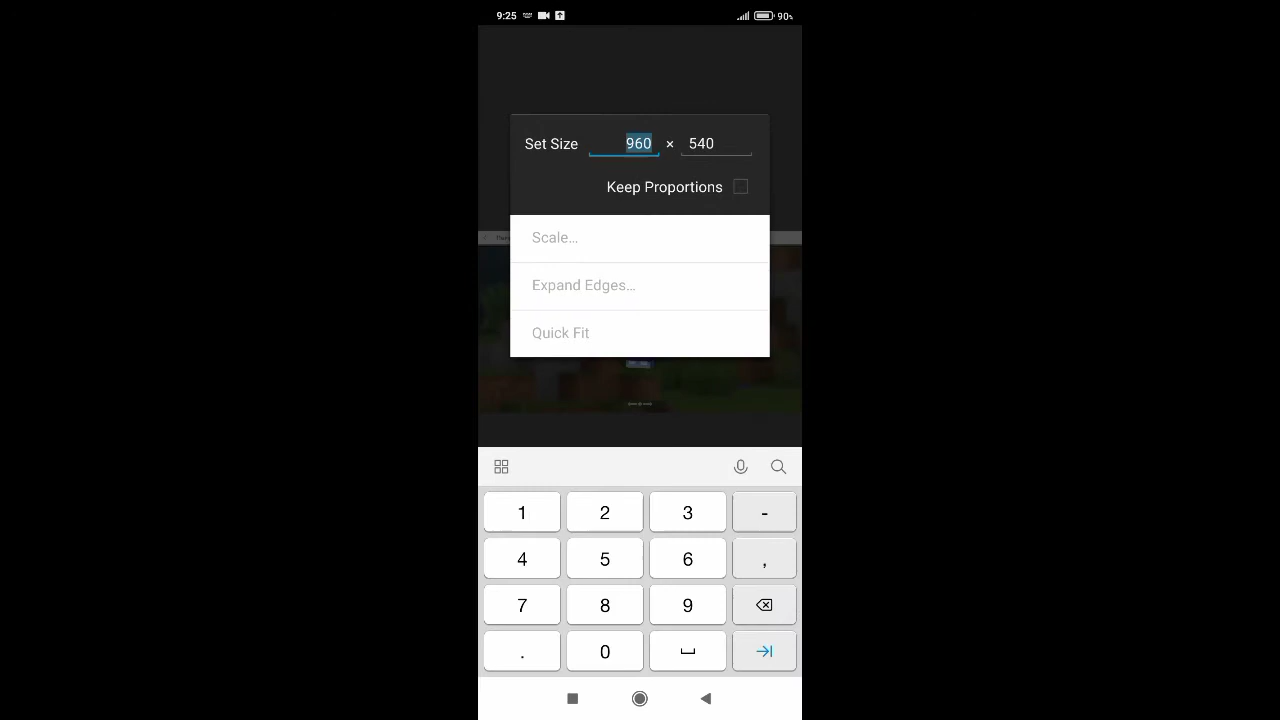 9:25 90%
Set Size 960 × 540
Keep Proportions
Scale...
Expand Edges...
Quick Fit
1 2 3 -
4 5 6 ,
7 8 9
. 0